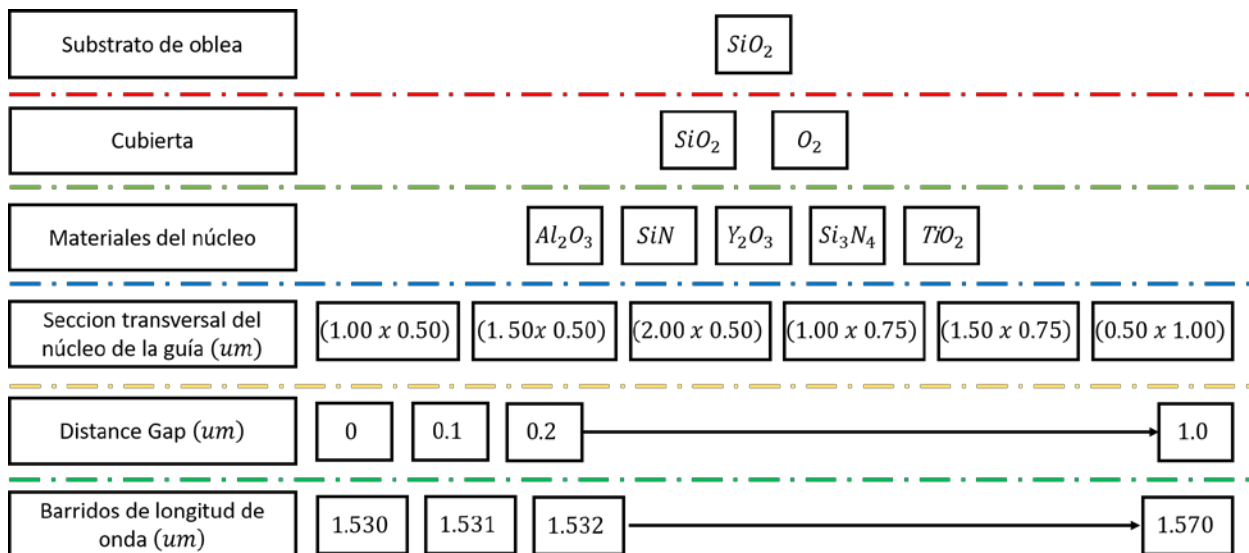 Substrato de oblea
SiO₂
Cubierta
SiO₂ O₂
Materiales del núcleo
Al₂O₃ SiN Y₂O₃ Si₃N₄ TiO₂
Seccion transversal del
núcleo de la guía (um)
(1.00 x 0.50) (1. 50x 0.50) (2.00 x 0.50) (1.00 x 0.75) (1.50 x 0.75) (0.50 x 1.00)
Distance Gap (um)
0 0.1 0.2 1.0
Barridos de longitud de
onda (um)
1.530 1.531 1.532 1.570